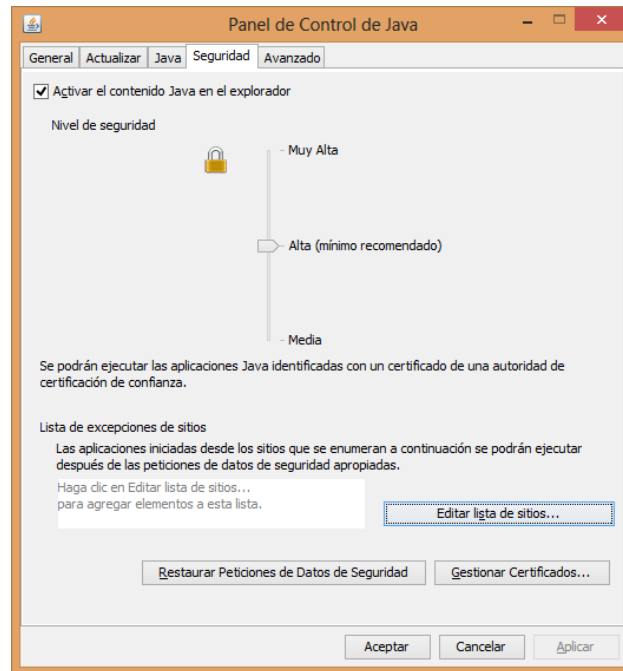 Panel de Control de Java
General Actualizar Java Seguridad Avanzado
Activar el contenido Java en el explorador
Nivel de seguridad
- Muy Alta
- Alta (mínimo recomendado)
- Media
Se podrán ejecutar las aplicaciones Java identificadas con un certificado de una autoridad de
certificación de confianza.
Lista de excepciones de sitios
Las aplicaciones iniciadas desde los sitios que se enumeran a continuación se podrán ejecutar
después de las peticiones de datos de seguridad apropiadas.
Haga clic en Editar lista de sitios...
para agregar elementos a esta lista.
Editar lista de sitios...
Restaurar Peticiones de Datos de Seguridad Gestionar Certificados...
Aceptar Cancelar Aplicar